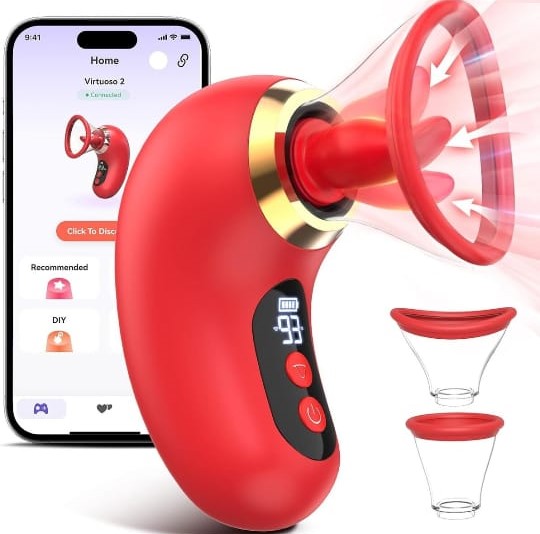 9:41
Home
Virtuoso 2
Connected
Click To Disc
Recommended
DIY
93